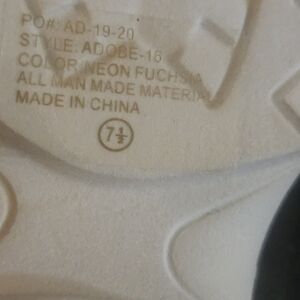 PO#: AD-19-20
STYLE: ADOBE-16
COLOR: NEON FUCHSIA
ALL MAN MADE MATERIAL
MADE IN CHINA
7½